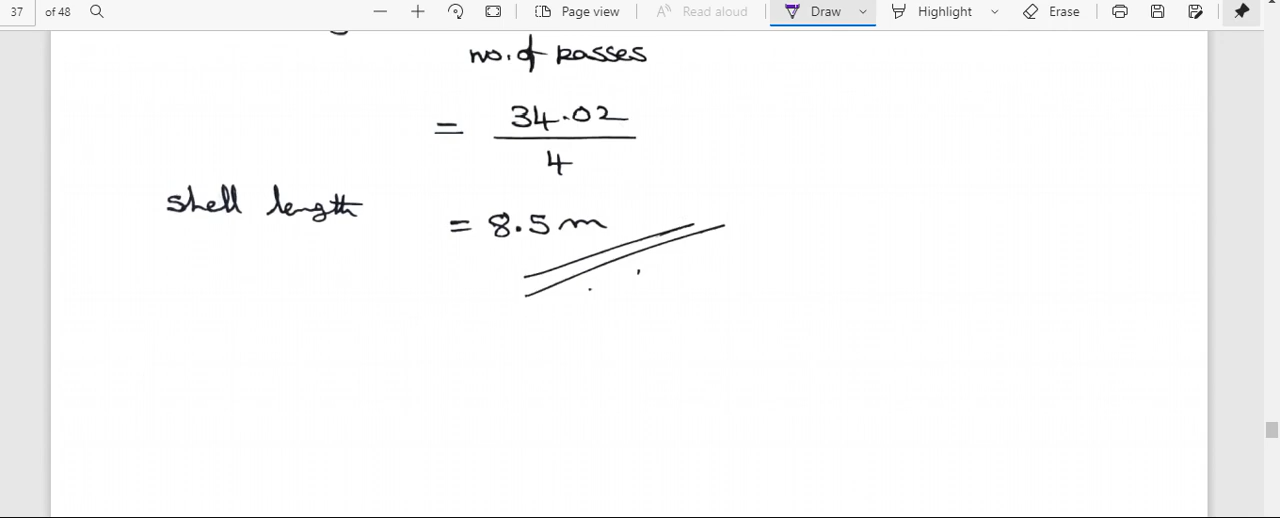 37 of 48 Page view Read aloud Draw Highlight Erase
no. of passes
= 34.02
4
shell length
= 8.5 m